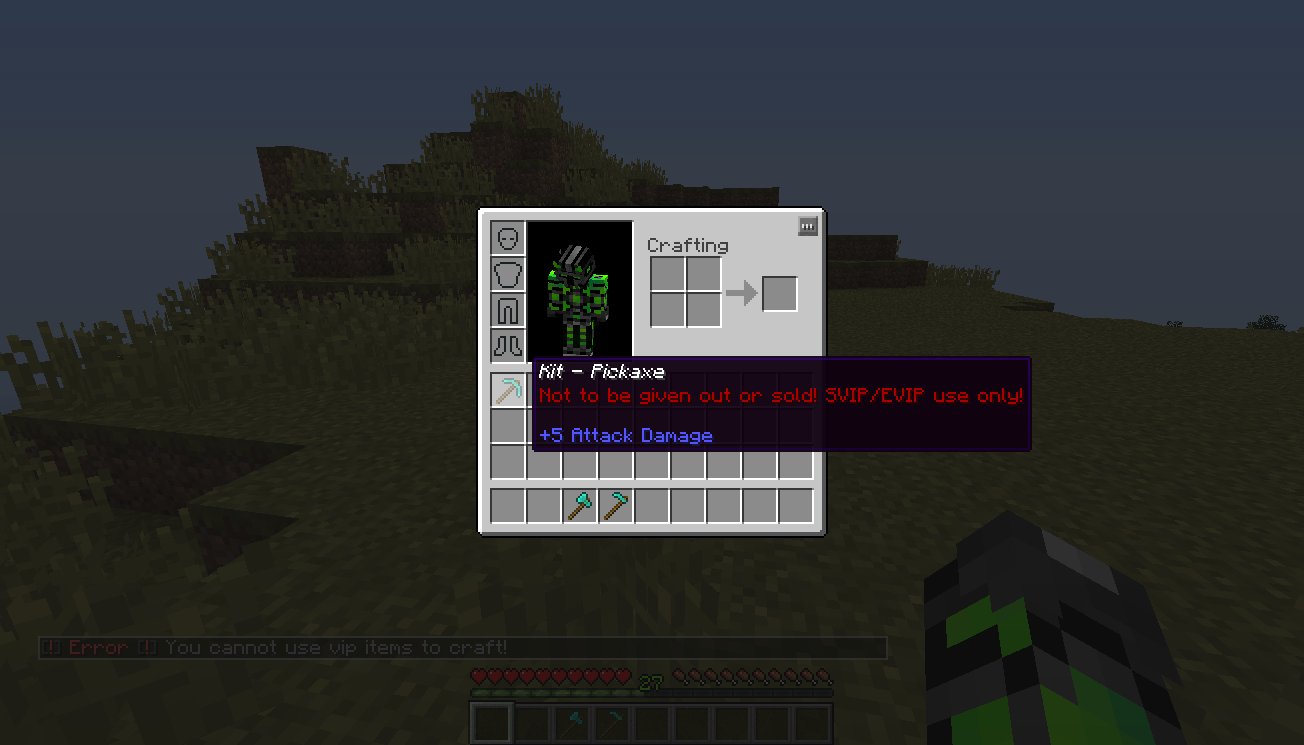 Crafting
Kit - Pickaxe
Not to be given out or sold! SVIP/EVIP use only!
+5 Attack Damage
[!] Error [!] You cannot use vip items to craft!
27